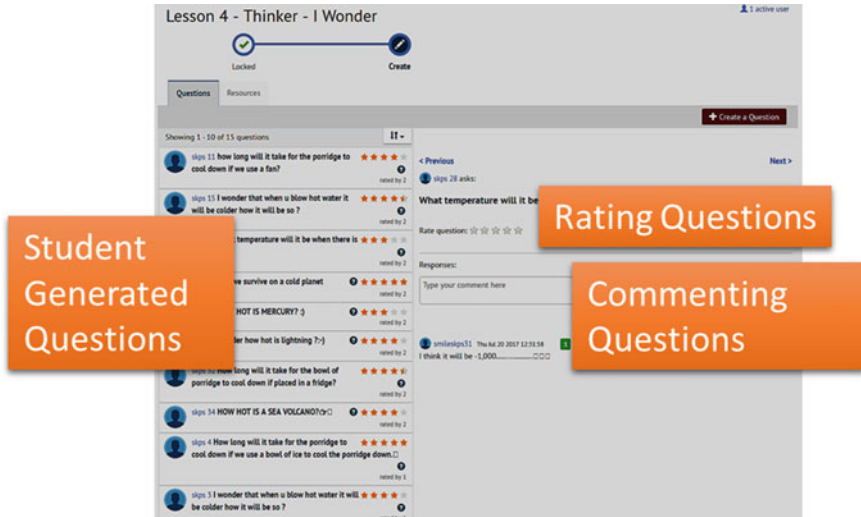 Lesson 4 - Thinker - I Wonder
1 active user
Locked
Create
Questions
Resources
+ Create a Question
Showing 1 - 10 of 15 questions
skps 11 how long will it take for the porridge to
cool down if we use a fan?
rated by 2
skps 15 I wonder that when u blow hot water it
will be colder how it will be so ?
rated by 2
temperature will it be when there is
rated by 2
we survive on a cold planet
rated by 2
HOT IS MERCURY? :)
rated by 2
how hot is lightning ?:-)
rated by 2
How long will it take for the bowl of
porridge to cool down if placed in a fridge?
rated by 2
skps 34 HOW HOT IS A SEA VOLCANO?
rated by 2
skps 4 How long will it take for the porridge to
cool down if we use a bowl of ice to cool the porridge down.
rated by 1
skps 3 I wonder that when u blow hot water it will
be colder how it will be so ?
< Previous
Next >
skps 28 asks:
What temperature will it be
Rate question:
Responses:
Type your comment here
smileskps31 Thu Jul 20 2017 12:31:58
I think it will be -1,000
Student
Generated
Questions
Rating Questions
Commenting
Questions